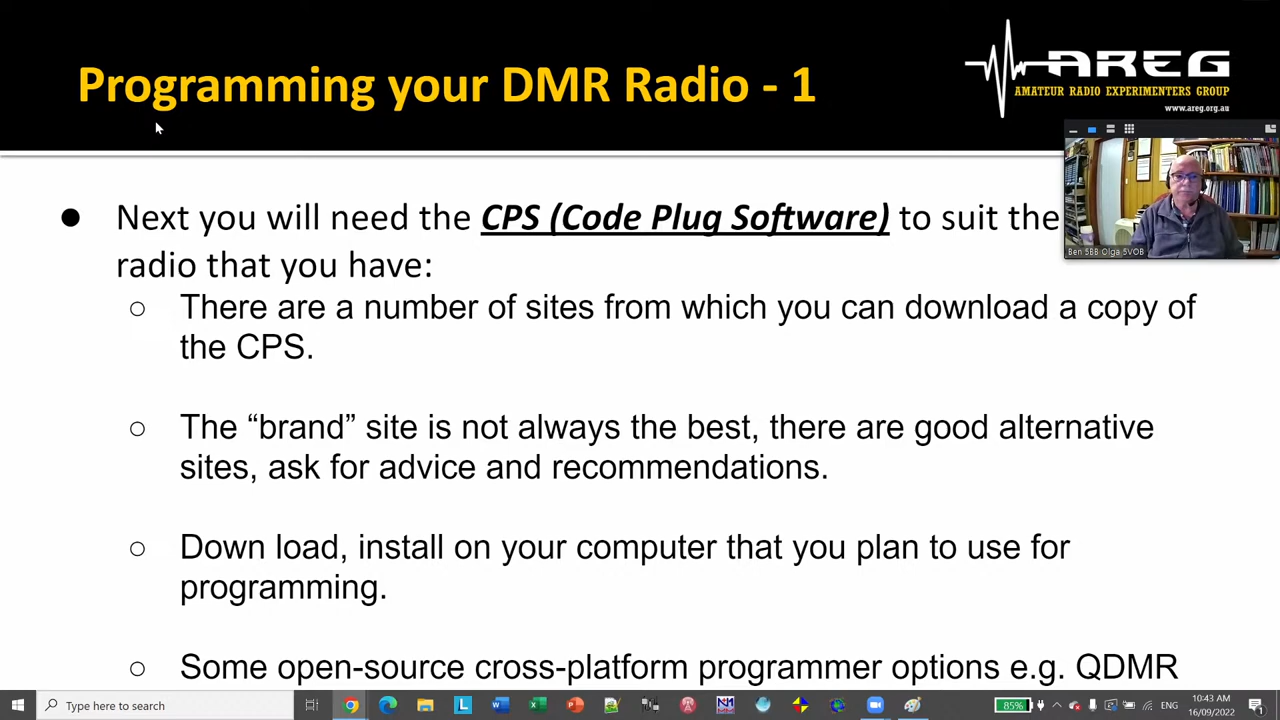 Programming your DMR Radio - 1
AREG
AMATEUR RADIO EXPERIMENTERS GROUP
www.areg.org.au
● Next you will need the CPS (Code Plug Software) to suit the
radio that you have:
Ben 5BB Olga 5VOB
○ There are a number of sites from which you can download a copy of
the CPS.
○ The “brand” site is not always the best, there are good alternative
sites, ask for advice and recommendations.
○ Down load, install on your computer that you plan to use for
programming.
○ Some open-source cross-platform programmer options e.g. QDMR
Type here to search
85%
10:43 AM
16/09/2022